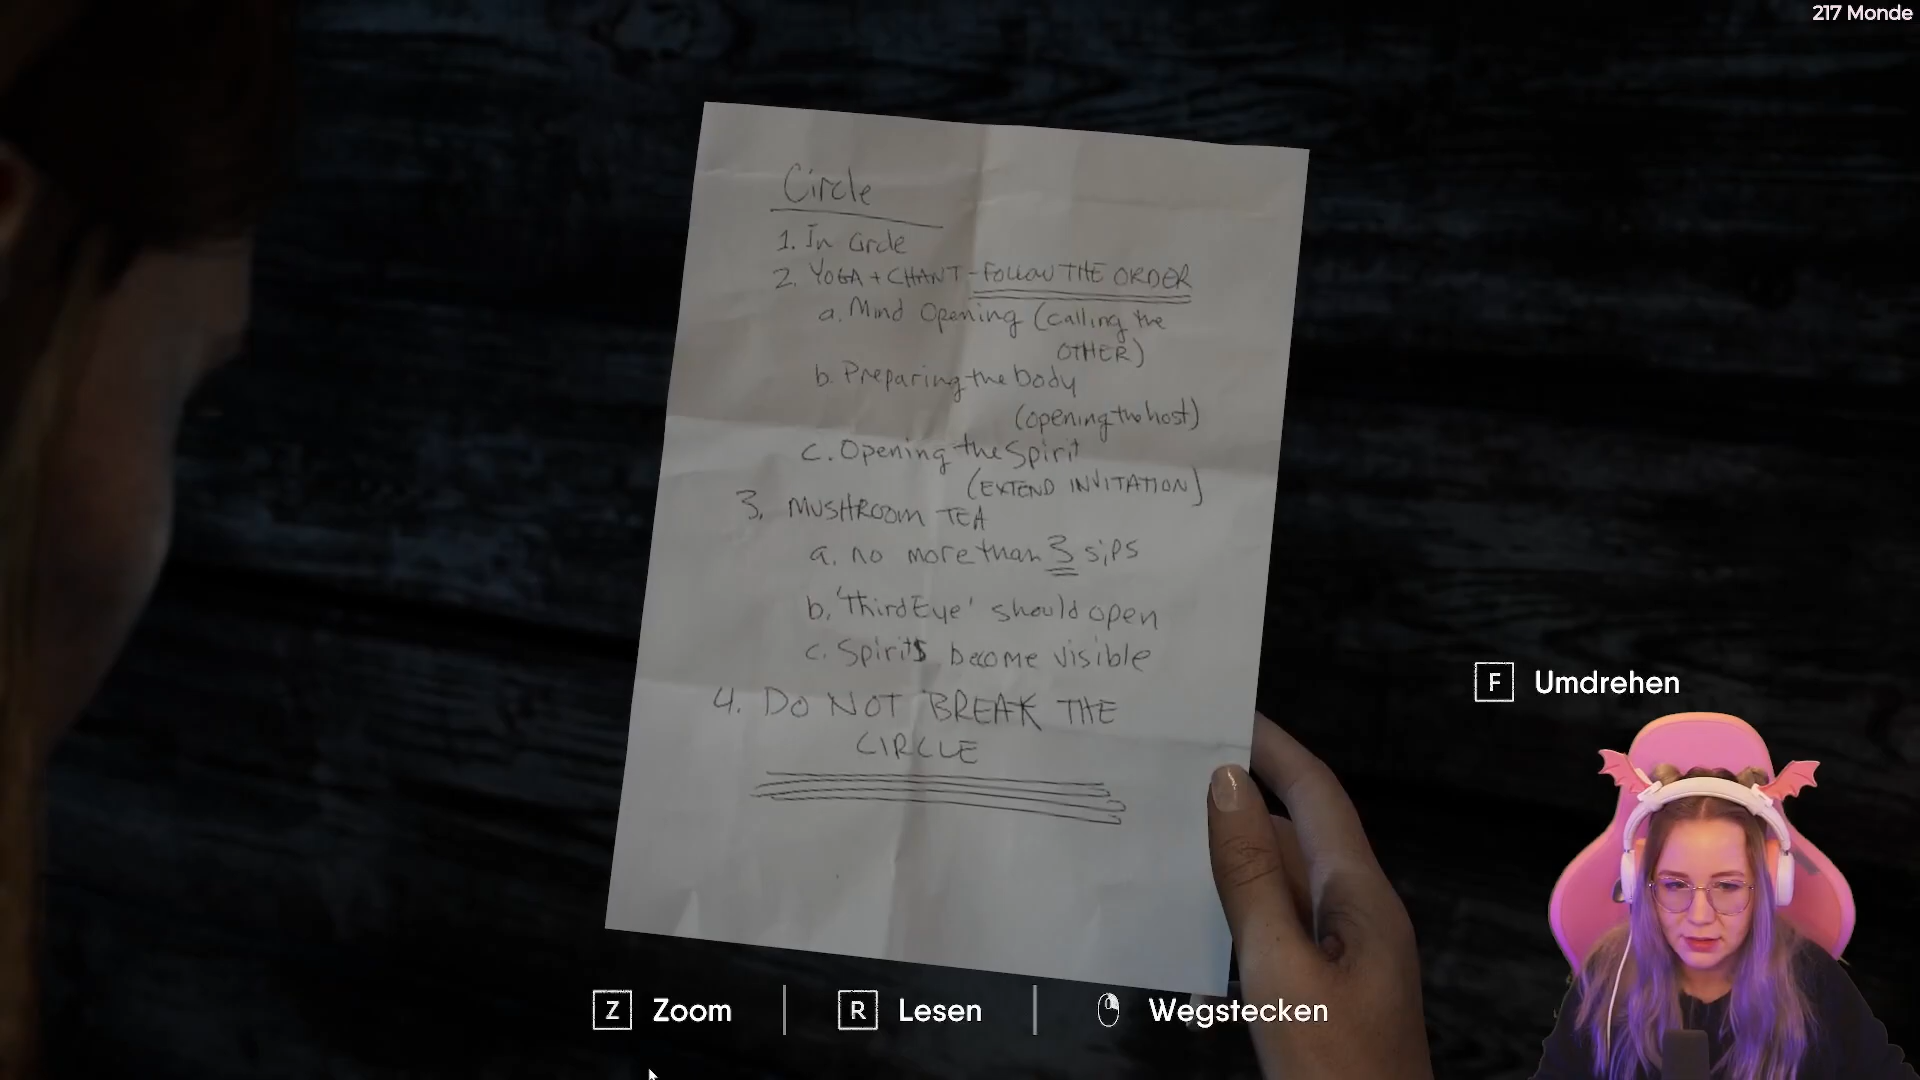 217 Monde
Circle
1. In Circle
2. YOGA + CHANT - FOLLOW THE ORDER
a. Mind Opening (calling the
OTHER)
b. Preparing the body
(opening the host)
c. Opening the Spirit
(EXTEND INVITATION)
3. MUSHROOM TEA
a. no more than 3 sips
b. 'Third Eye' should open
c. Spirits become visible
4. DO NOT BREAK THE
CIRCLE
F Umdrehen
Z Zoom R Lesen Wegstecken